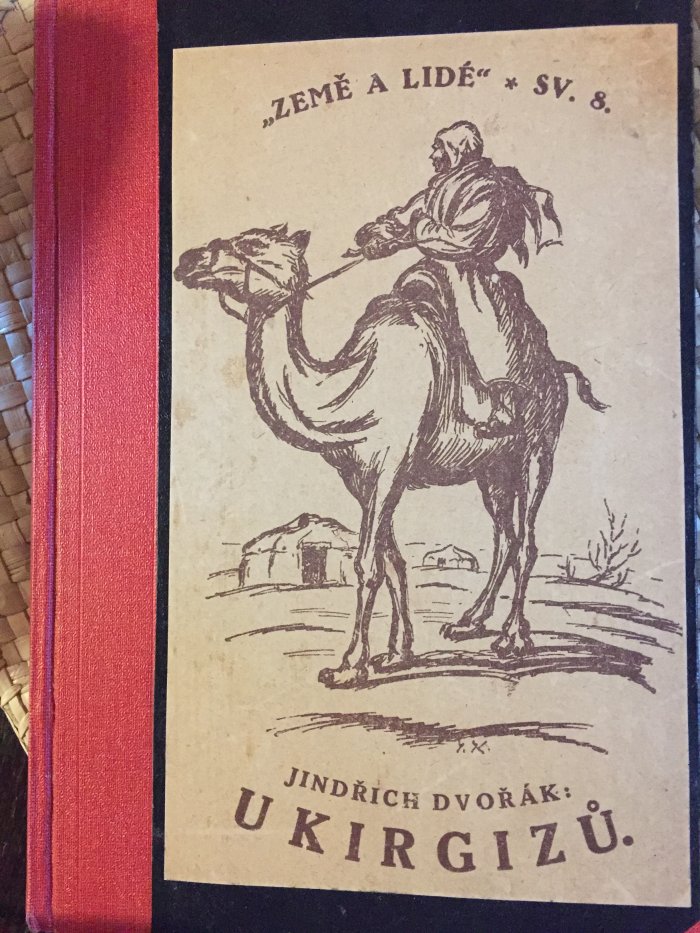 „ZEMĚ A LIDÉ“ * SV. 8.
JINDŘICH DVOŘÁK:
U KIRGIZŮ.